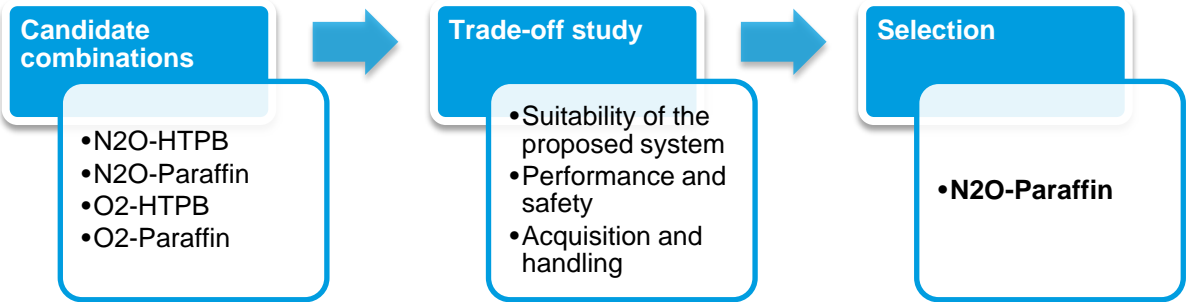 Candidate
combinations
•N2O-HTPB
•N2O-Paraffin
•O2-HTPB
•O2-Paraffin
Trade-off study
•Suitability of the
proposed system
•Performance and
safety
•Acquisition and
handling
Selection
•N2O-Paraffin